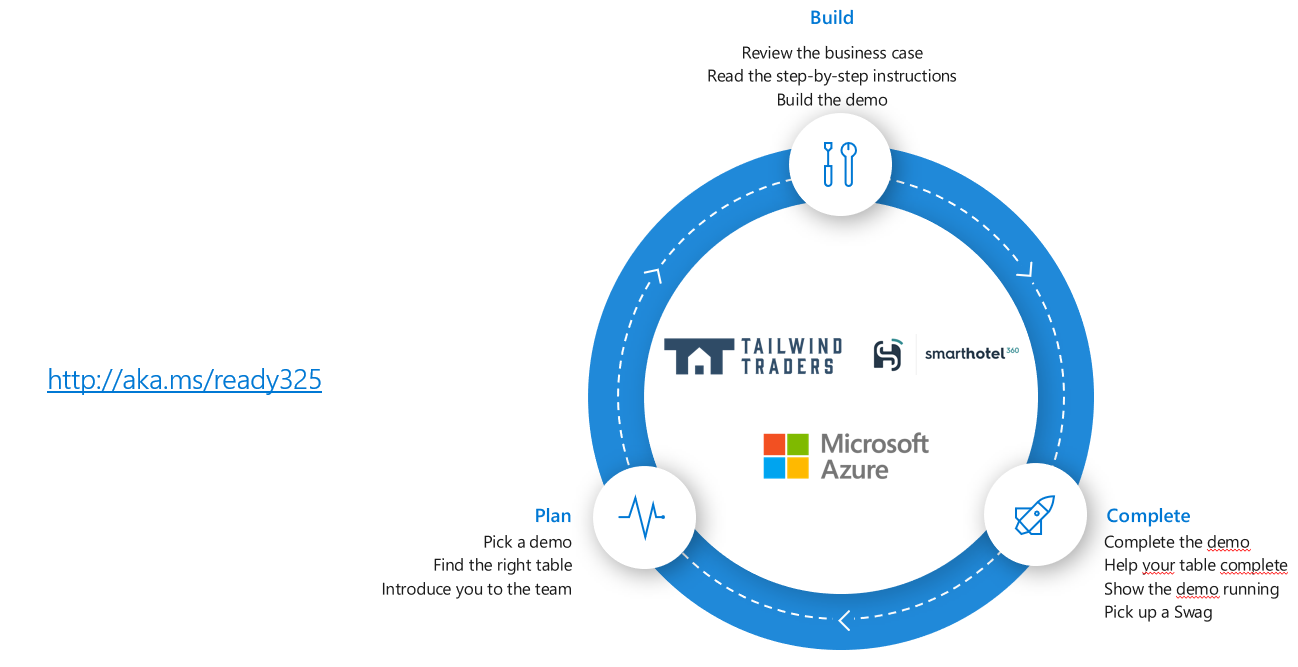 Build
Review the business case
Read the step-by-step instructions
Build the demo
TAILWIND
TRADERS
smarthotel360
http://aka.ms/ready325
Microsoft
Azure
Plan
Pick a demo
Find the right table
Introduce you to the team
Complete
Complete the demo
Help your table complete
Show the demo running
Pick up a Swag